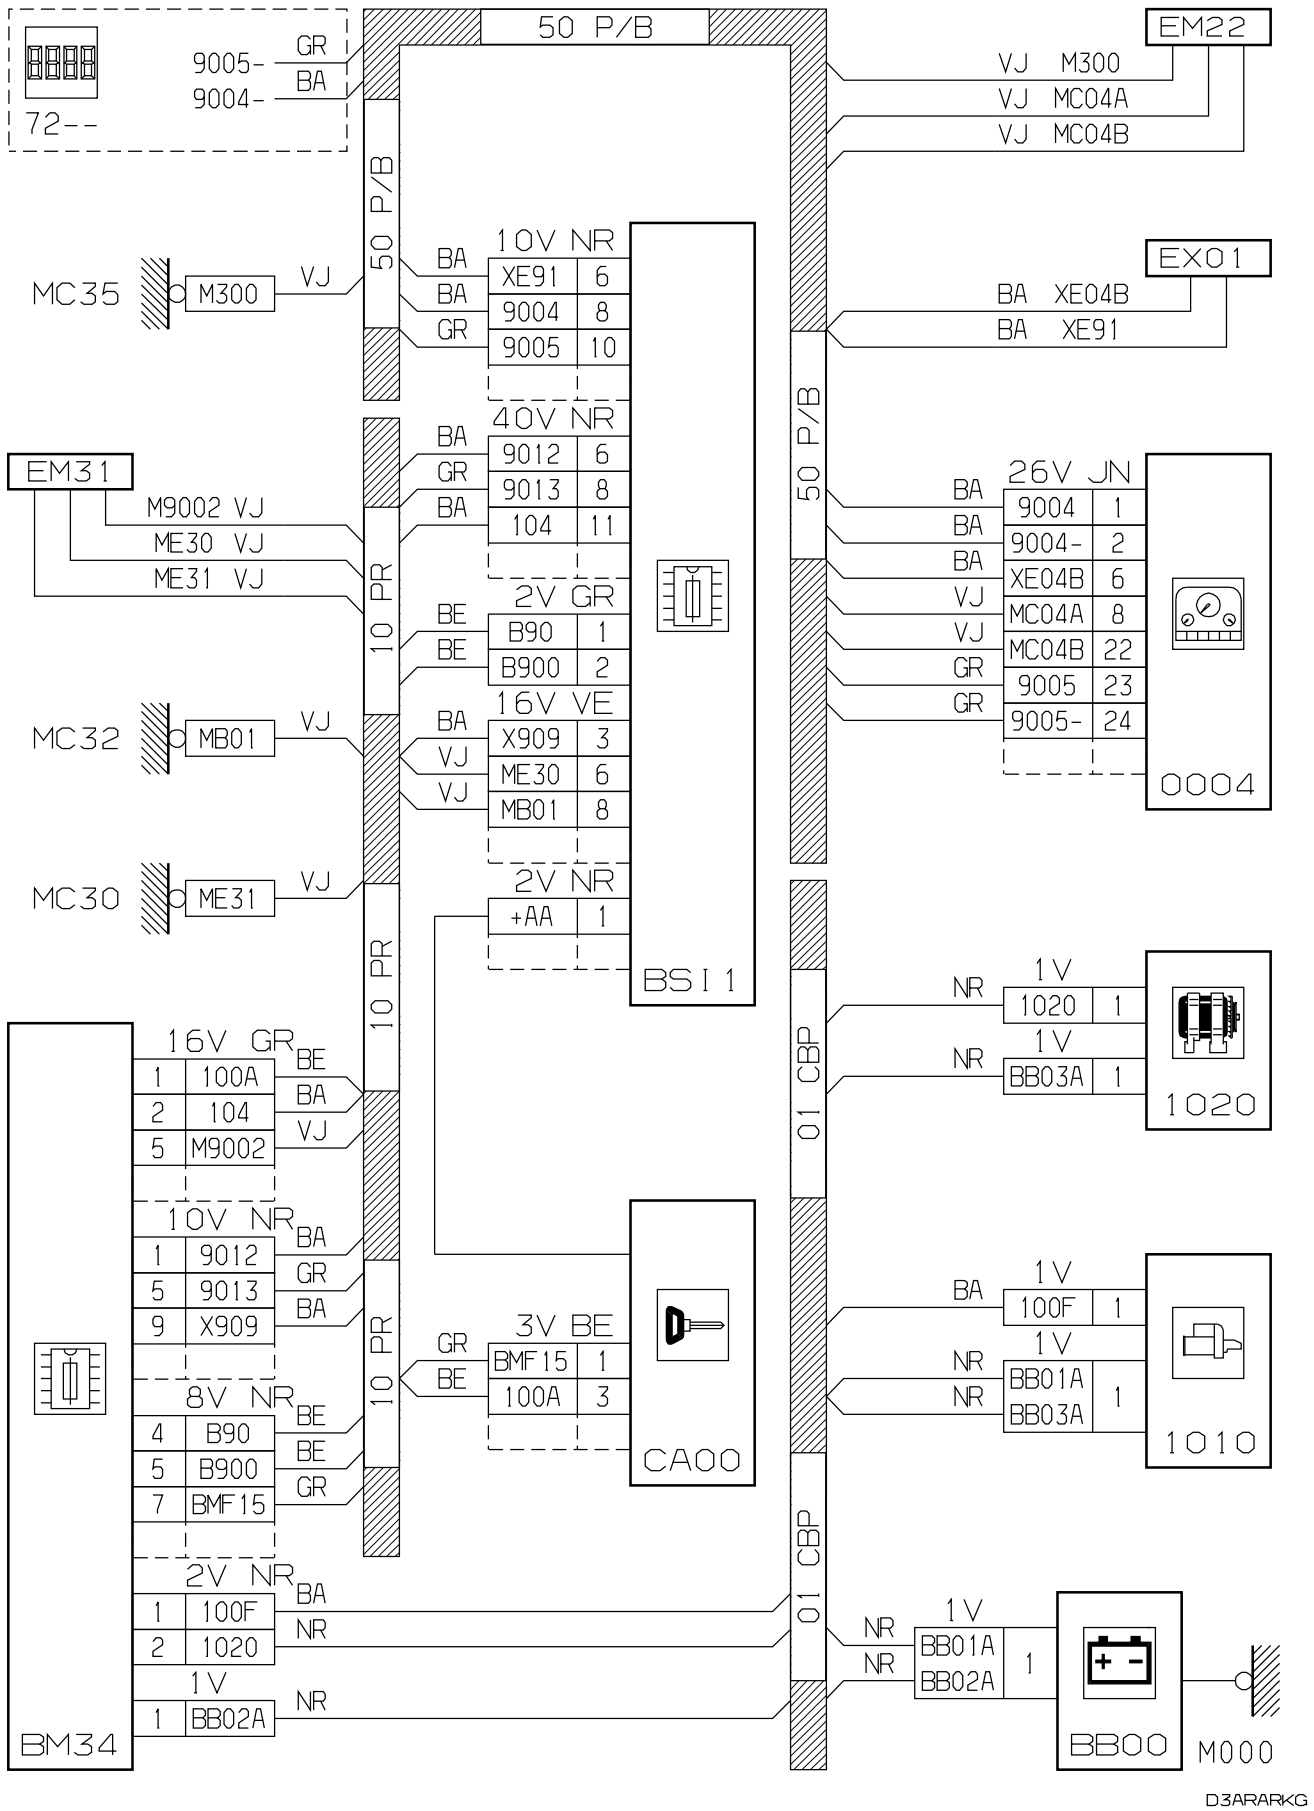 50 P/B
EM22
GR
9005-
BA
9004-
72--
VJ M300
VJ MC04A
VJ MC04B
50 P/B
10V NR
BA XE91 6
BA 9004 8
GR 9005 10
MC35 M300 VJ
EX01
BA XE04B
BA XE91
50 P/B
40V NR
BA 9012 6
GR 9013 8
BA 104 11
EM31
M9002 VJ
ME30 VJ
ME31 VJ
10 PR
26V JN
BA 9004 1
BA 9004- 2
BA XE04B 6
VJ MC04A 8
VJ MC04B 22
GR 9005 23
GR 9005- 24
0004
2V GR
BE B90 1
BE B900 2
16V VE
BA X909 3
VJ ME30 6
VJ MB01 8
MC32 MB01 VJ
2V NR
+AA 1
BSI1
MC30 ME31 VJ
10 PR
1V
NR 1020 1
1V
NR BB03A 1
1020
01 CBP
16V GR
1 100A BE
2 104 BA
5 M9002 VJ
10V NR
1 9012 BA
5 9013 GR
9 X909 BA
10 PR
3V BE
GR BMF15 1
BE 100A 3
CA00
1V
BA 100F 1
1V
NR BB01A
NR BB03A
1
1010
8V NR
4 B90 BE
5 B900 BE
7 BMF15 GR
01 CBP
2V NR
1 100F BA
2 1020 NR
1V
1 BB02A NR
BM34
1V
NR BB01A
NR BB02A
1
+ -
BB00
M000
D3ARARKG